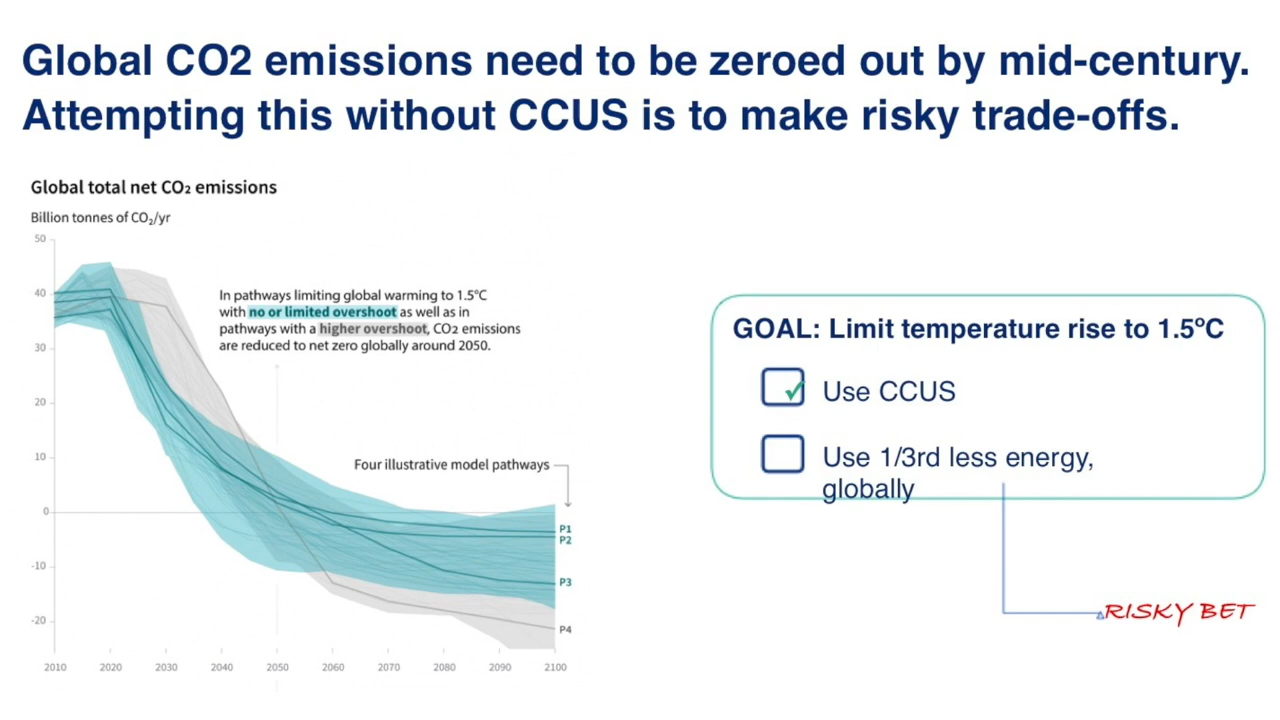 Global CO2 emissions need to be zeroed out by mid-century.
Attempting this without CCUS is to make risky trade-offs.
Global total net CO₂ emissions
Billion tonnes of CO₂/yr
50
40
30
20
10
0
-10
-20
In pathways limiting global warming to 1.5°C
with no or limited overshoot as well as in
pathways with a higher overshoot, CO2 emissions
are reduced to net zero globally around 2050.
Four illustrative model pathways
P1
P2
P3
P4
2010 2020 2030 2040 2050 2060 2070 2080 2090 2100
GOAL: Limit temperature rise to 1.5ºC
Use CCUS
Use 1/3rd less energy,
globally
RISKY BET